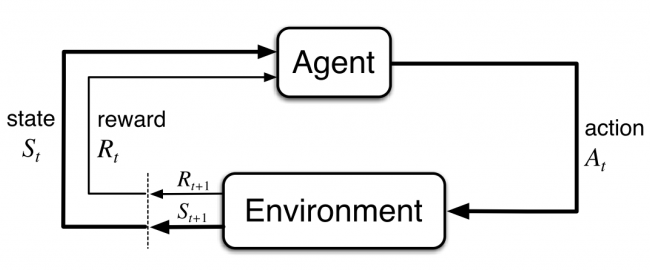 Agent
state
S_t
reward
R_t
action
A_t
R_{t+1}
S_{t+1}
Environment